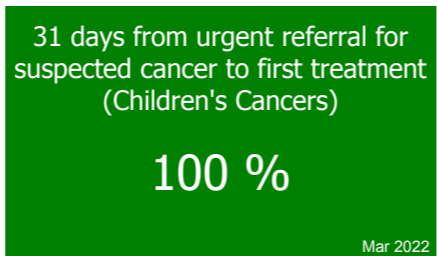 31 days from urgent referral for
suspected cancer to first treatment
(Children's Cancers)
100 %
Mar 2022